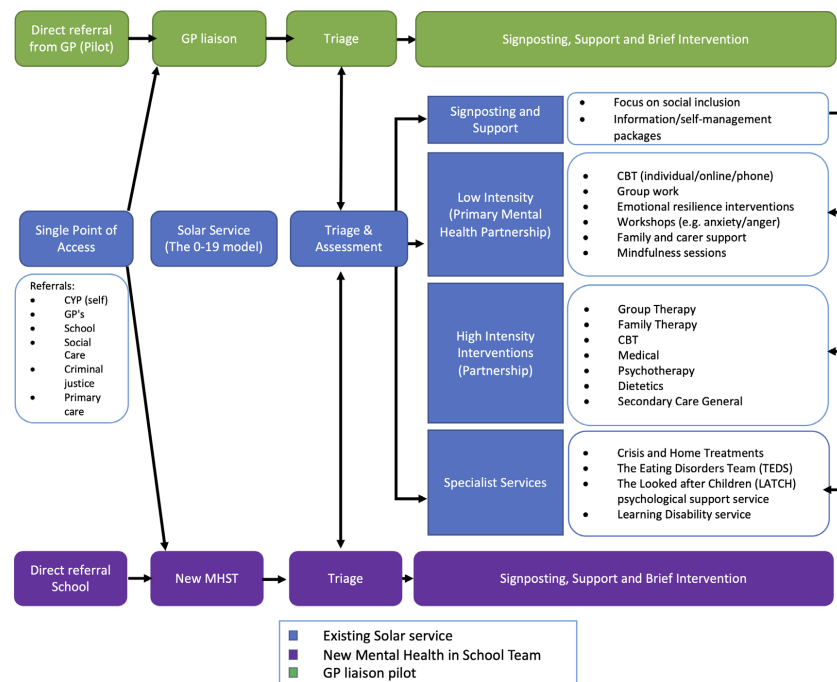 Direct referral
from GP (Pilot)
GP liaison
Triage
Signposting, Support and Brief Intervention
Signposting and
Support
• Focus on social inclusion
• Information/self-management
packages
Low Intensity
(Primary Mental
Health Partnership)
• CBT (individual/online/phone)
• Group work
• Emotional resilience interventions
• Workshops (e.g. anxiety/anger)
• Family and carer support
• Mindfulness sessions
Single Point of
Access
Solar Service
(The 0-19 model)
Triage &
Assessment
Referrals:
• CYP (self)
• GP's
• School
• Social
Care
• Criminal
justice
• Primary
care
High Intensity
Interventions
(Partnership)
• Group Therapy
• Family Therapy
• CBT
• Medical
• Psychotherapy
• Dietetics
• Secondary Care General
Specialist Services
• Crisis and Home Treatments
• The Eating Disorders Team (TEDS)
• The Looked after Children (LATCH)
psychological support service
• Learning Disability service
Direct referral
School
New MHST
Triage
Signposting, Support and Brief Intervention
Existing Solar service
New Mental Health in School Team
GP liaison pilot